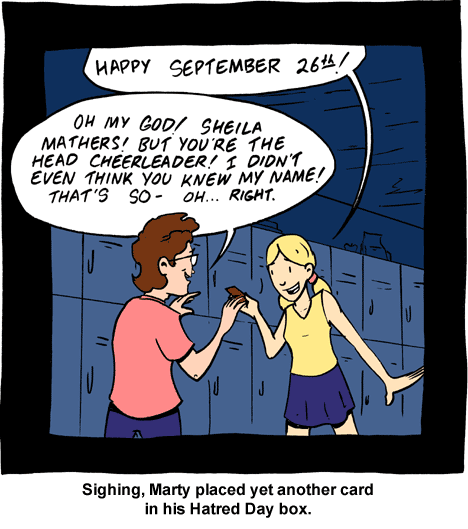 HAPPY SEPTEMBER 26th!
OH MY GOD! SHEILA
MATHERS! BUT YOU'RE THE
HEAD CHEERLEADER! I DIDN'T
EVEN THINK YOU KNEW MY NAME!
THAT'S SO- OH... RIGHT.
Sighing, Marty placed yet another card
in his Hatred Day box.